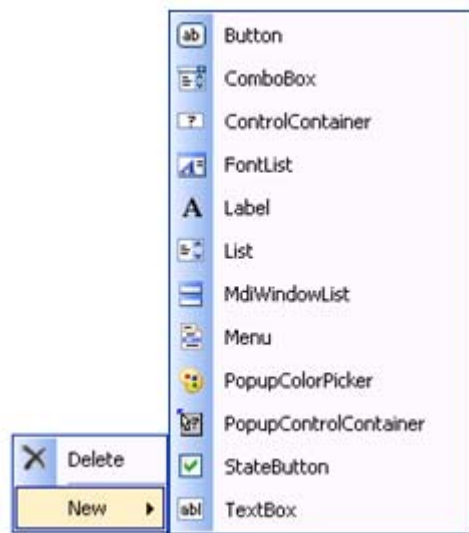 Button
ComboBox
ControlContainer
FontList
Label
List
MdiWindowList
Menu
PopupColorPicker
PopupControlContainer
StateButton
TextBox
Delete
New